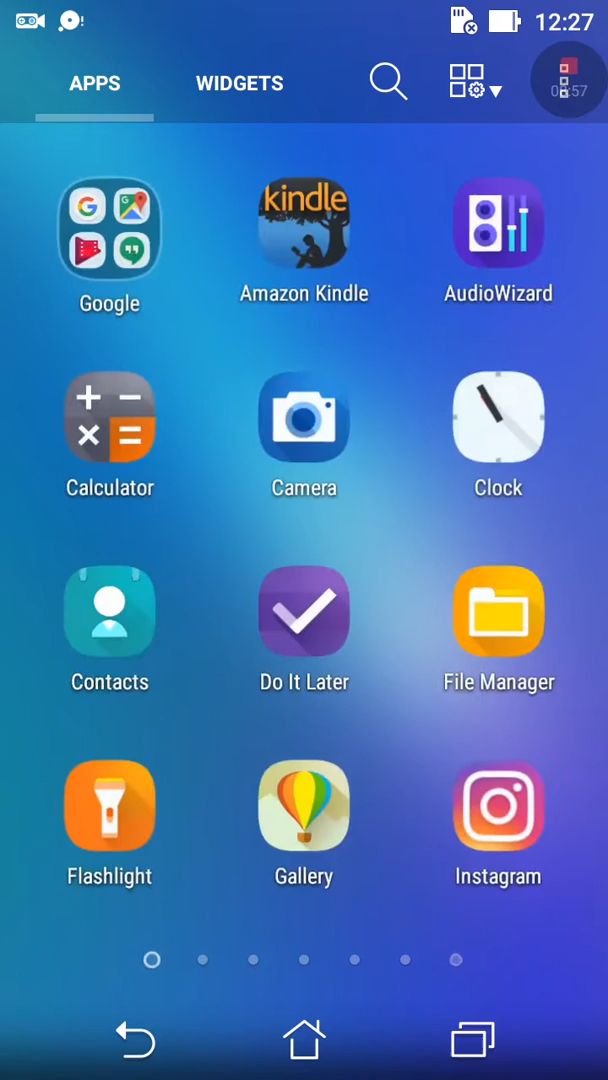 12:27
APPS WIDGETS
kindle
Google Amazon Kindle AudioWizard
Calculator Camera Clock
Contacts Do It Later File Manager
Flashlight Gallery Instagram